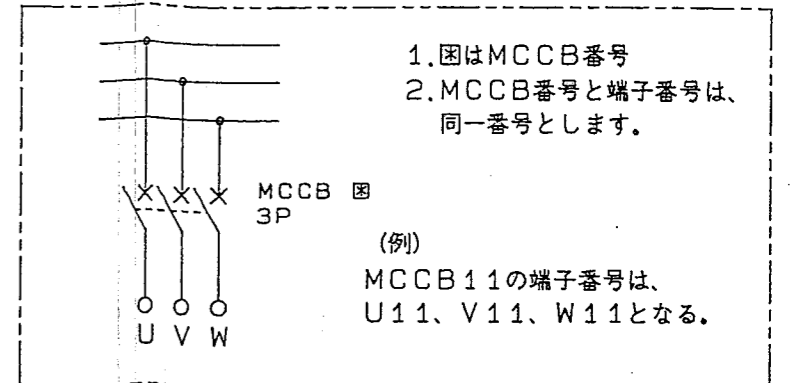 1.困はMCCB番号
2.MCCB番号と端子番号は、
同一番号とします。
MCCB 困
3P
(例)
MCCB11の端子番号は、
U11、V11、W11となる.
U V W